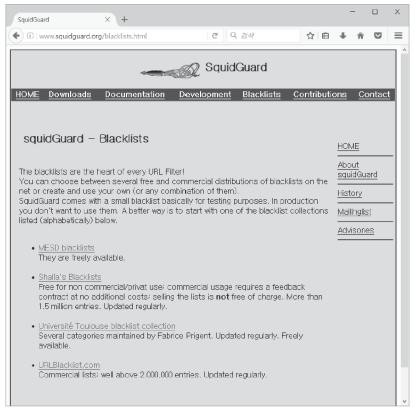 SquidGuard
www.squidguard.org/blacklists.html
검색
SquidGuard
HOME Downloads Documentation Development Blacklists Contributions Contact
squidGuard - Blacklists
The blacklists are the heart of every URL Filter!
You can choose between several free and commercial distributions of blacklists on the
net or create and use your own (or any combination of them).
SquidGuard comes with a small blacklist basically for testing purposes. In production
you don't want to use them. A better way is to start with one of the blacklist collections
listed (alphabetically) below.
• MESD blacklists
They are freely available.
• Shalla's Blacklists
Free for non commercial/privat use; commercial usage requires a feedback
contract at no additional costs; selling the lists is not free of charge. More than
1.5 million entries. Updated regularly.
• Université Toulouse blacklist collection
Several categories maintained by Fabrice Prigent. Updated regularly. Freely
available.
• URLBlacklist.com
Commercial lists; well above 2.000.000 entries. Updated regularly.
HOME
About
squidGuard
History
Mailinglist
Advisories